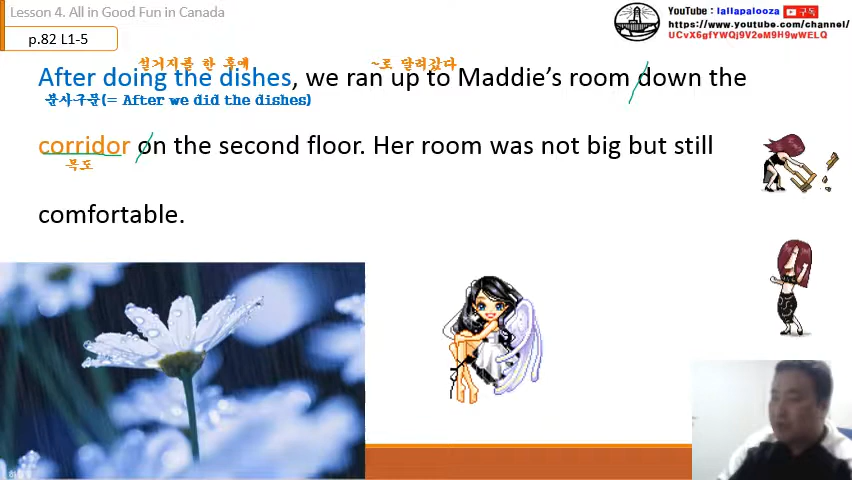 Lesson 4. All in Good Fun in Canada
p.82 L1-5
YouTube : lallapalooza 구독
https://www.youtube.com/channel/
UCvX6gfYWQj9V2eM9H9wWELQ
설거지를 한 후에 ~로 달려갔다
After doing the dishes, we ran up to Maddie's room down the
분사구문(= After we did the dishes)
corridor on the second floor. Her room was not big but still
복도
comfortable.